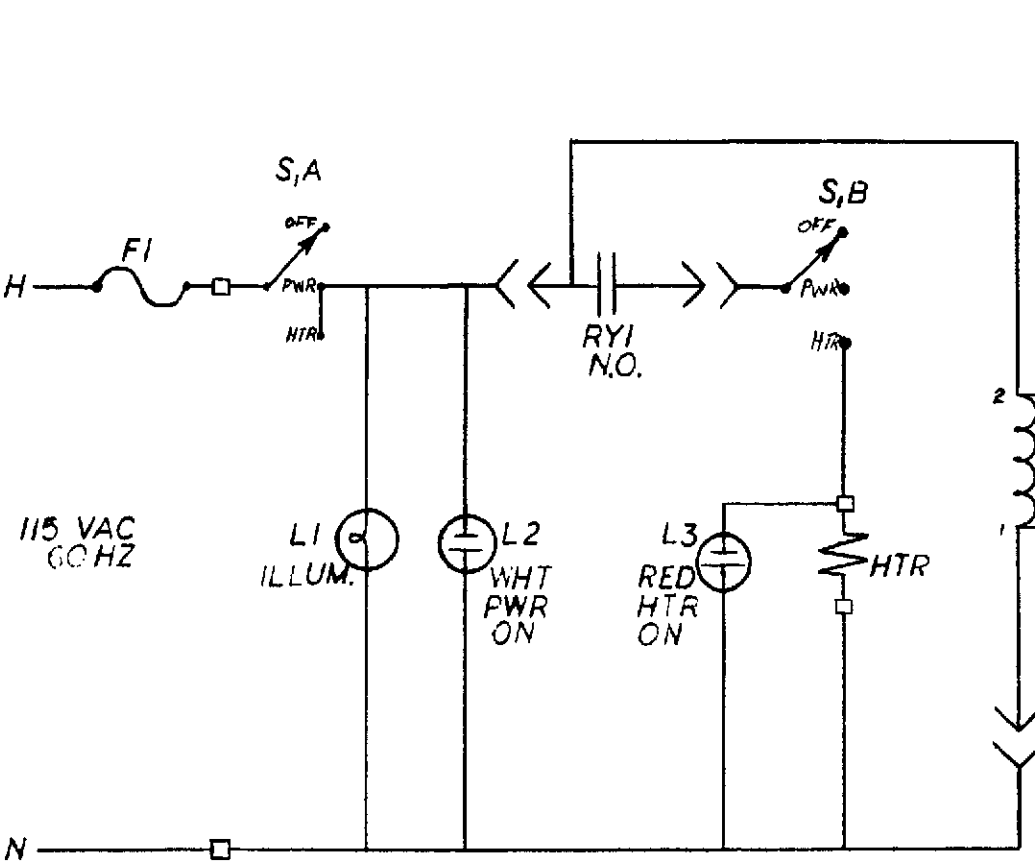 S1A
OFF
F1
H
PWR
HTR
RY1
N.O.
S1B
OFF
PWR
HTR
2
1
115 VAC
60 HZ
L1
ILLUM.
L2
WHT
PWR
ON
L3
RED
HTR
ON
HTR
N